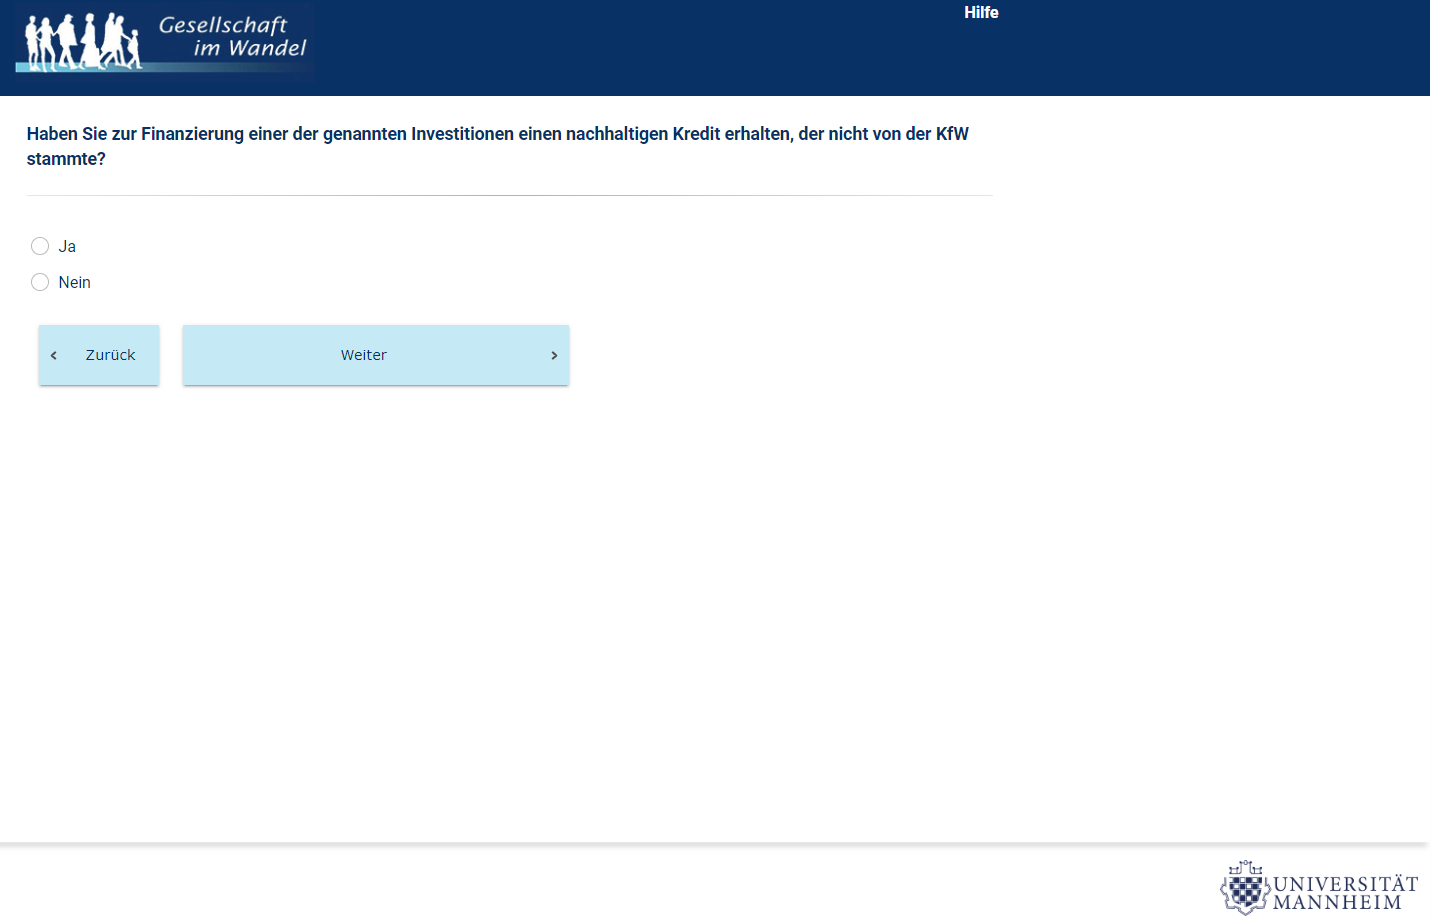 Gesellschaft
im Wandel
Hilfe
Haben Sie zur Finanzierung einer der genannten Investitionen einen nachhaltigen Kredit erhalten, der nicht von der KfW
stammte?
Ja
Nein
‹ Zurück
Weiter ›
UNIVERSITÄT
MANNHEIM